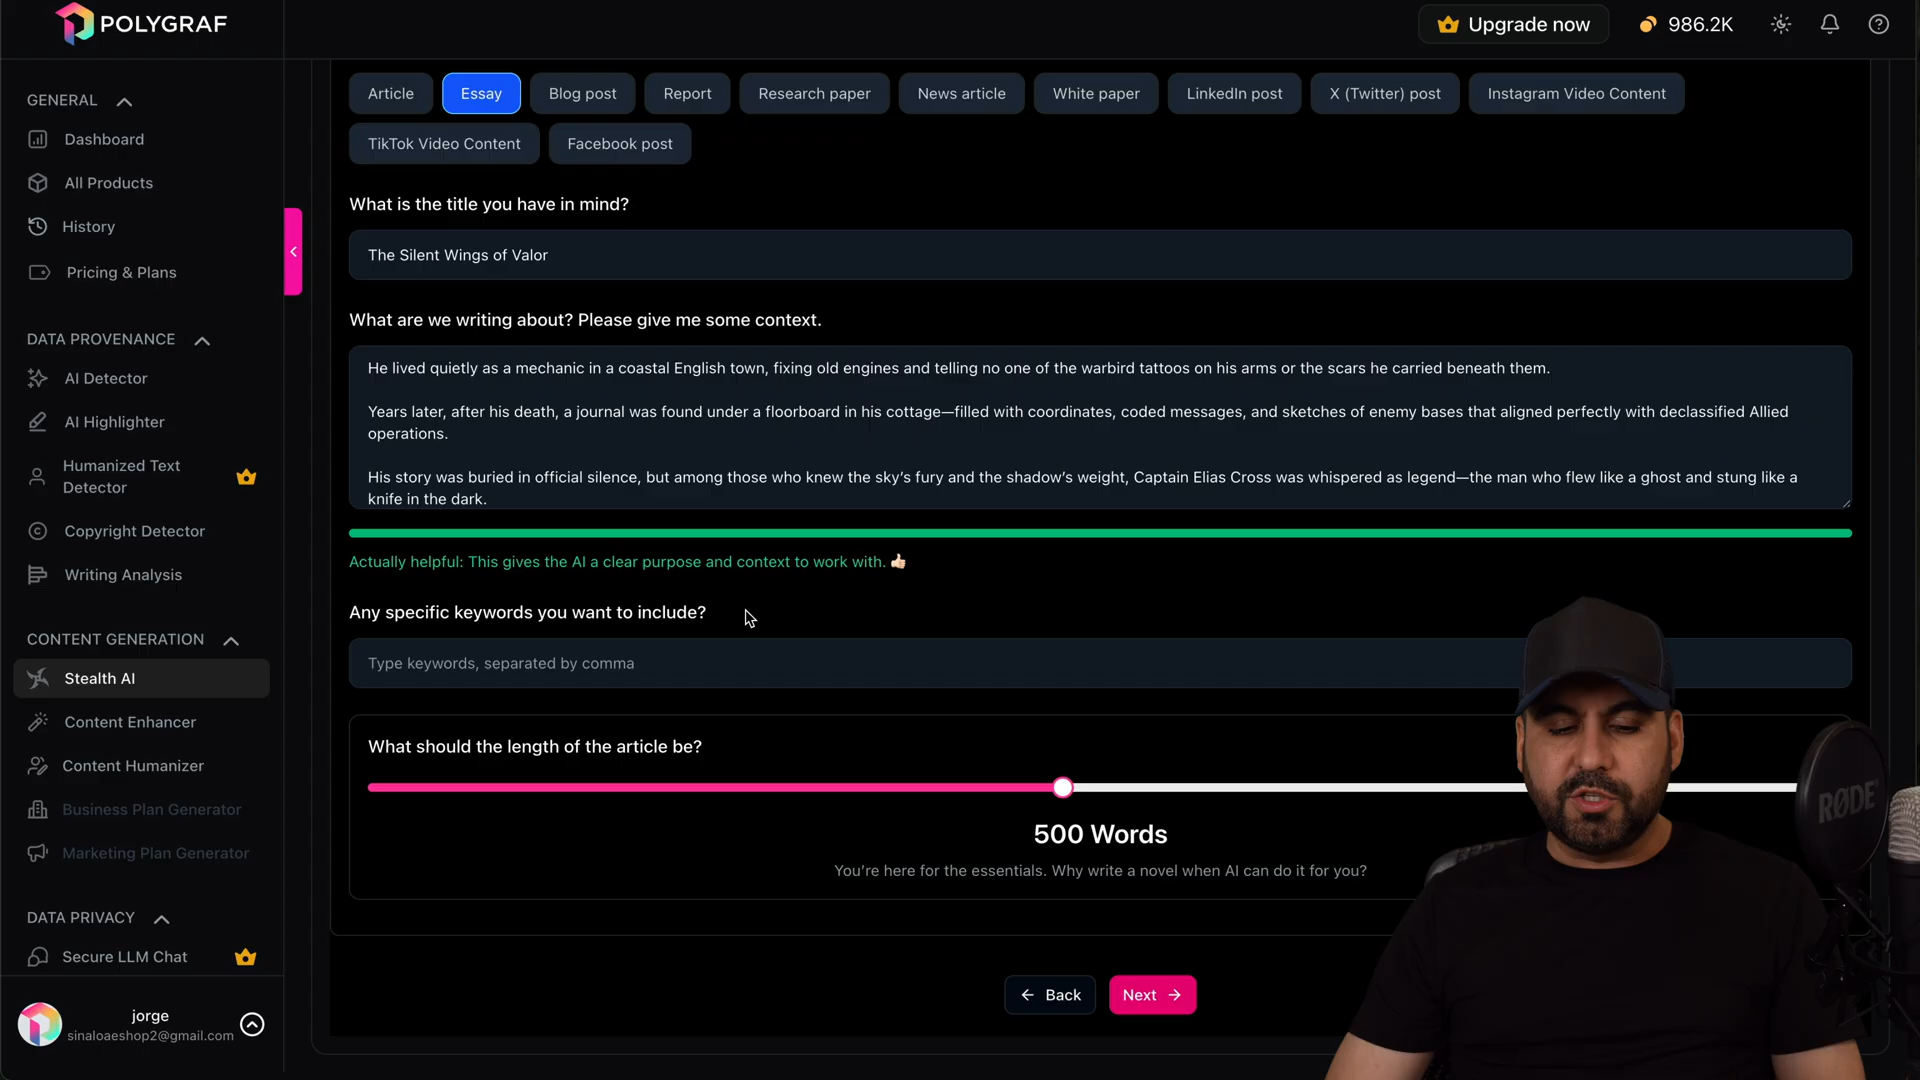 POLYGRAF
Upgrade now
986.2K
GENERAL
Dashboard
All Products
History
Pricing & Plans
DATA PROVENANCE
AI Detector
AI Highlighter
Humanized Text
Detector
Copyright Detector
Writing Analysis
CONTENT GENERATION
Stealth AI
Content Enhancer
Content Humanizer
Business Plan Generator
Marketing Plan Generator
DATA PRIVACY
Secure LLM Chat
jorge
sinaloaeshop2@gmail.com
Article Essay Blog post Report Research paper News article White paper LinkedIn post X (Twitter) post Instagram Video Content
TikTok Video Content Facebook post
What is the title you have in mind?
The Silent Wings of Valor
What are we writing about? Please give me some context.
He lived quietly as a mechanic in a coastal English town, fixing old engines and telling no one of the warbird tattoos on his arms or the scars he carried beneath them.
Years later, after his death, a journal was found under a floorboard in his cottage—filled with coordinates, coded messages, and sketches of enemy bases that aligned perfectly with declassified Allied
operations.
His story was buried in official silence, but among those who knew the sky’s fury and the shadow’s weight, Captain Elias Cross was whispered as legend—the man who flew like a ghost and stung like a
knife in the dark.
Actually helpful: This gives the AI a clear purpose and context to work with. 👍🏻
Any specific keywords you want to include?
Type keywords, separated by comma
What should the length of the article be?
500 Words
You’re here for the essentials. Why write a novel when AI can do it for you?
Back
Next
RØDE